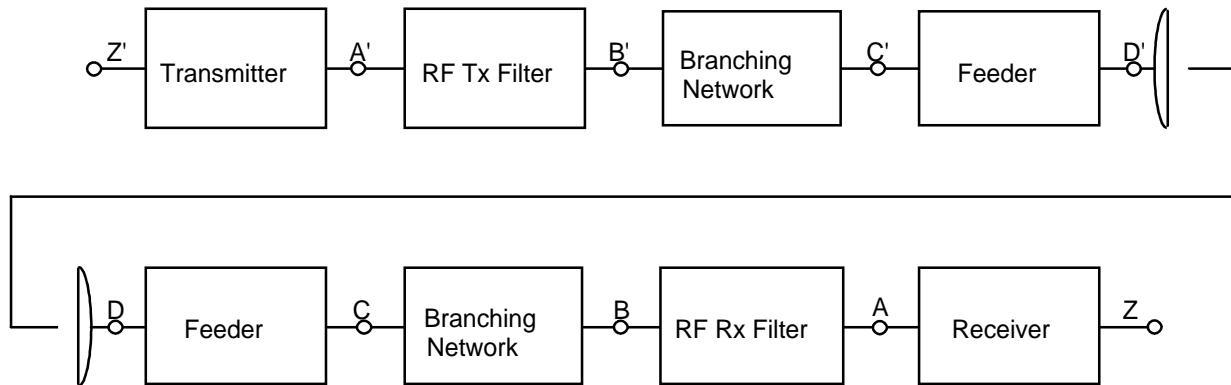 Z'
Transmitter
A'
RF Tx Filter
B'
Branching
Network
C'
Feeder
D'
D
Feeder
C
Branching
Network
B
RF Rx Filter
A
Receiver
Z